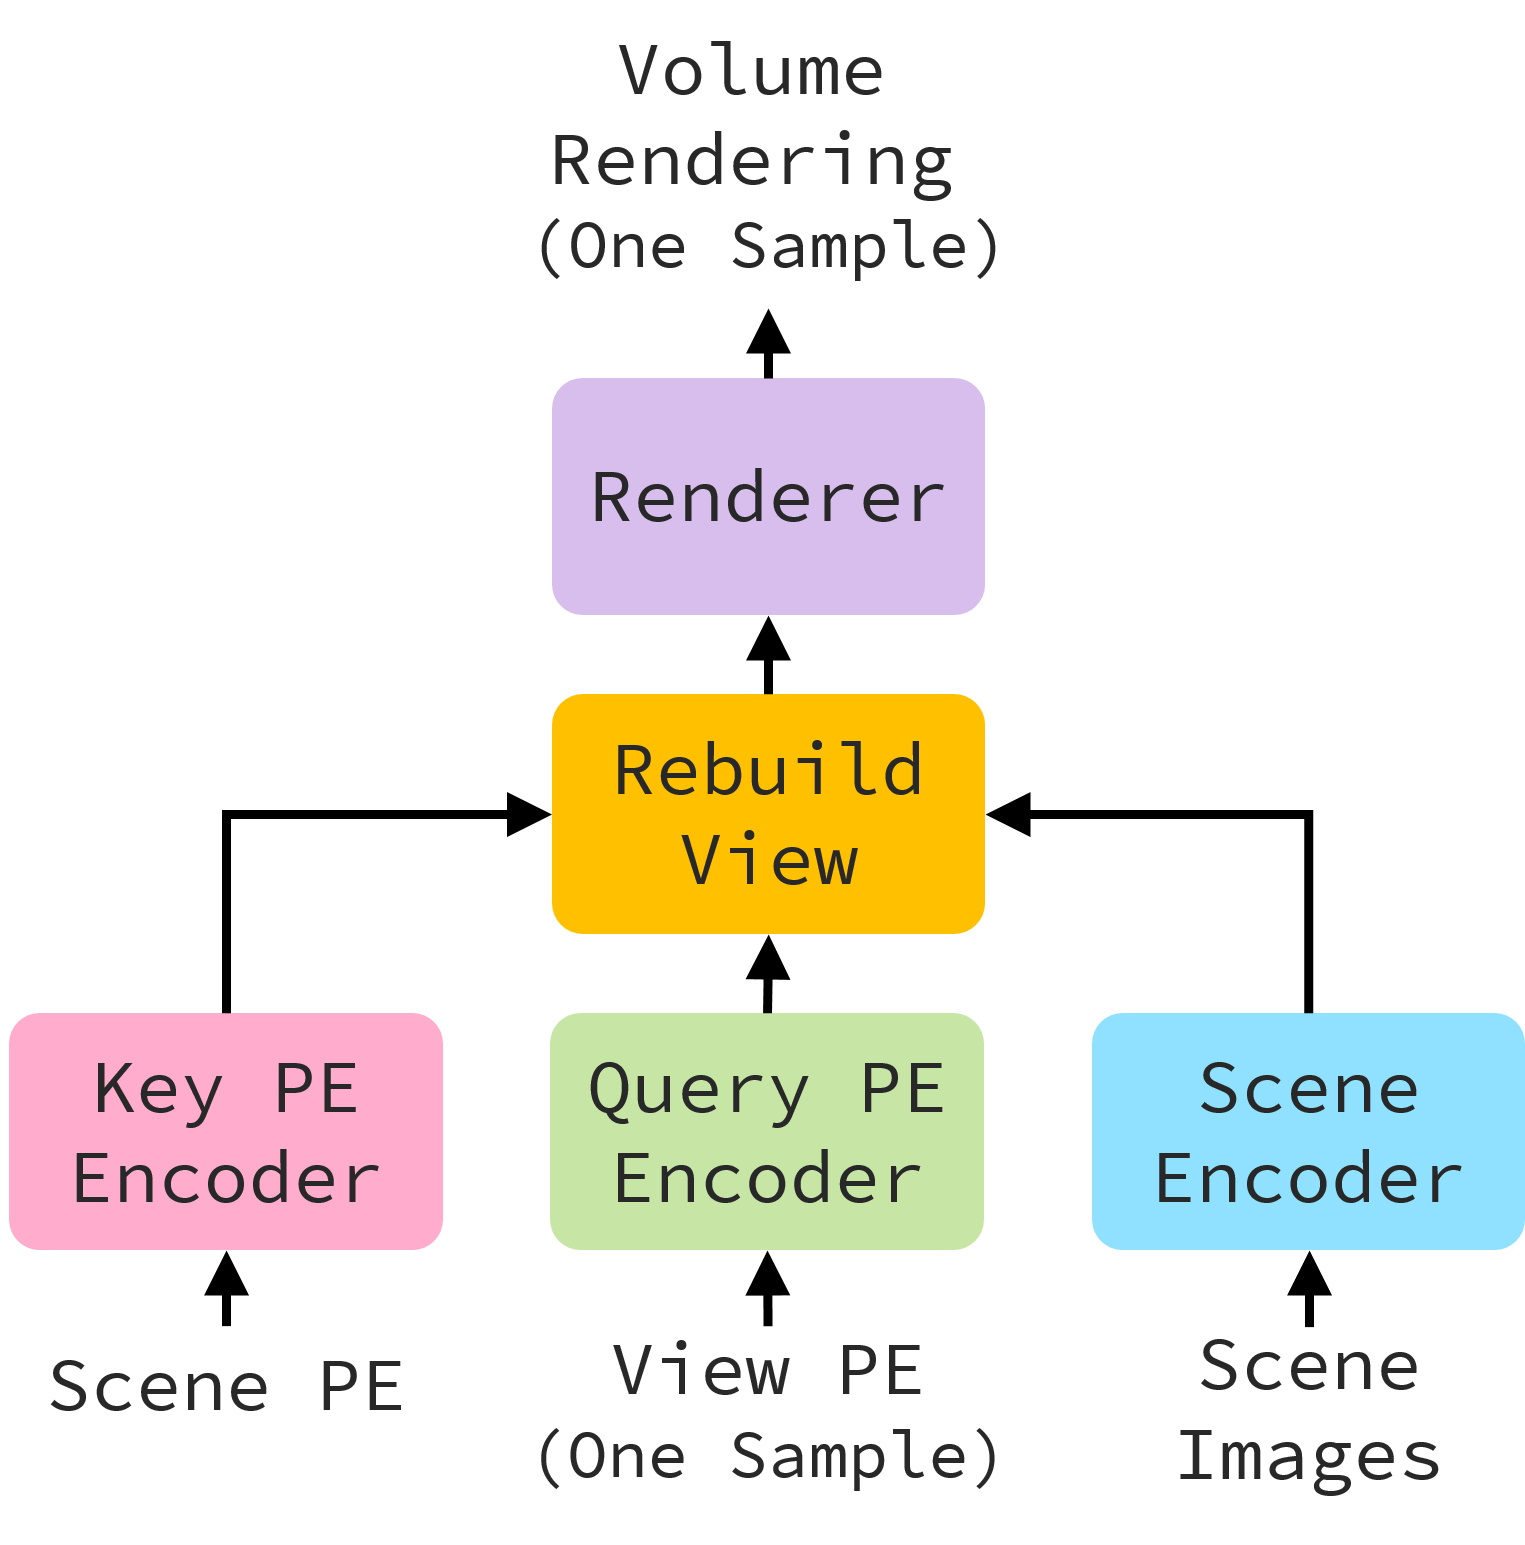 Volume
Rendering
(One Sample)
Renderer
Rebuild
View
Key PE
Encoder
Query PE
Encoder
Scene
Encoder
Scene PE
View PE
(One Sample)
Scene
Images